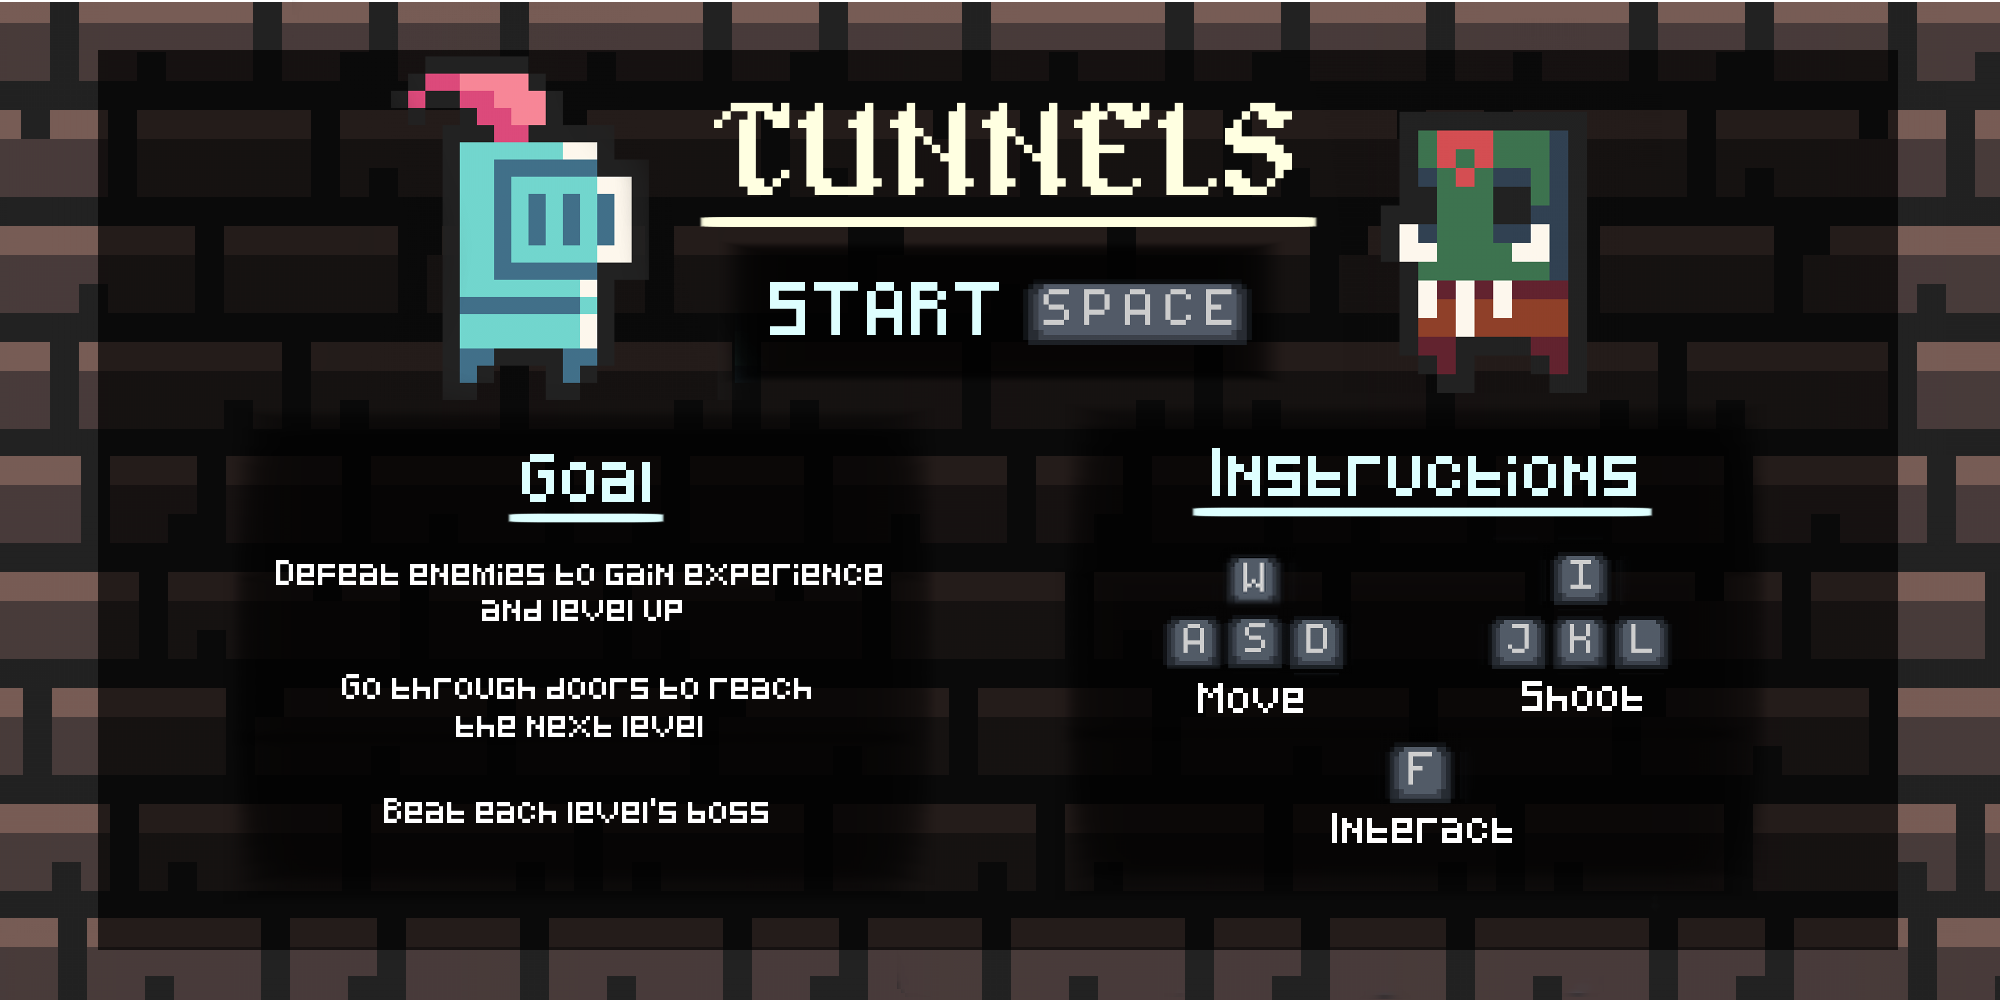 TUNNELS
START SPACE
Goal
Defeat enemies to gain experience
and level up
Go through doors to reach
the next level
Beat each level's boss
Instructions
W
A S D
Move
I
J K L
Shoot
F
Interact